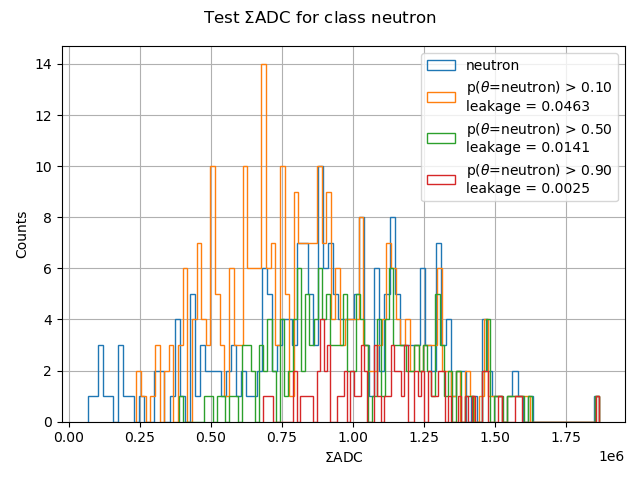 Test ΣADC for class neutron
neutron
p(θ=neutron) > 0.10
leakage = 0.0463
p(θ=neutron) > 0.50
leakage = 0.0141
p(θ=neutron) > 0.90
leakage = 0.0025
Counts
14
12
10
8
6
4
2
0
0.00 0.25 0.50 0.75 1.00 1.25 1.50 1.75
1e6
ΣADC